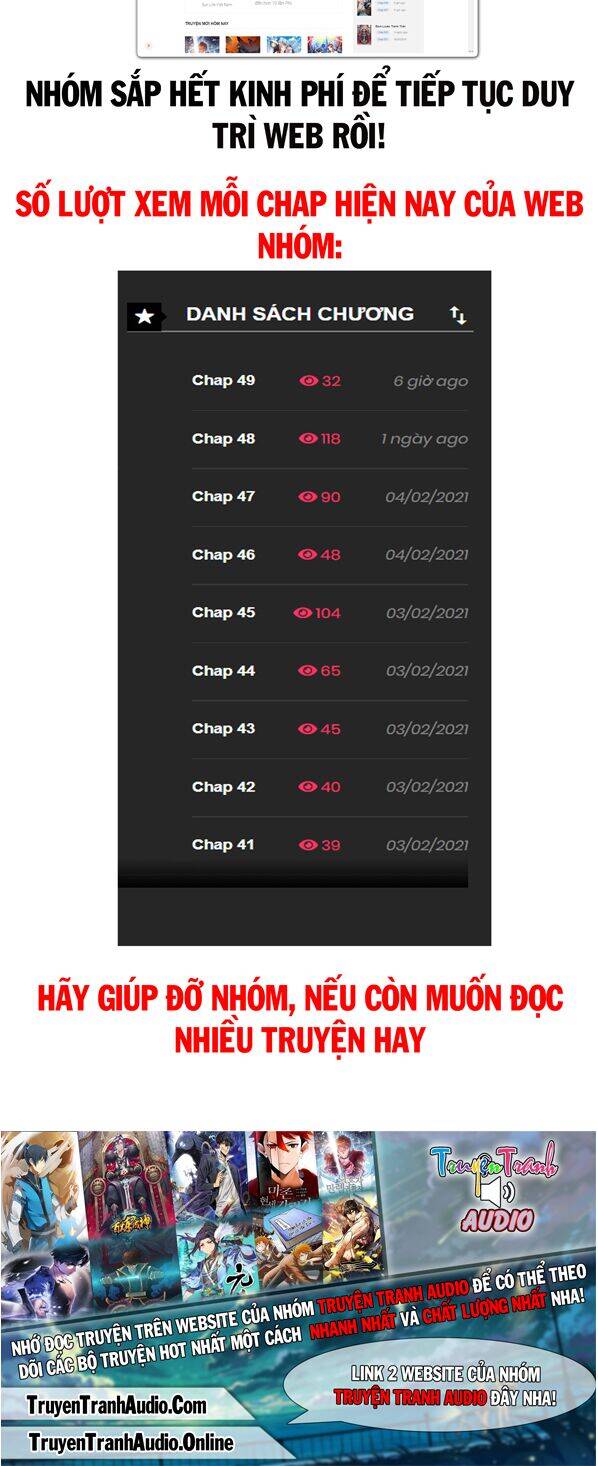 TRUYỆN MỚI HÔM NAY
NHÓM SẮP HẾT KINH PHÍ ĐỂ TIẾP TỤC DUY
TRÌ WEB RỒI!
SỐ LƯỢT XEM MỖI CHAP HIỆN NAY CỦA WEB
NHÓM:
DANH SÁCH CHƯƠNG
Chap 49 32 6 giờ ago
Chap 48 118 1 ngày ago
Chap 47 90 04/02/2021
Chap 46 48 04/02/2021
Chap 45 104 03/02/2021
Chap 44 65 03/02/2021
Chap 43 45 03/02/2021
Chap 42 40 03/02/2021
Chap 41 39 03/02/2021
HÃY GIÚP ĐỠ NHÓM, NẾU CÒN MUỐN ĐỌC
NHIỀU TRUYỆN HAY
TruyệnTranh
AUDIO
NHỚ ĐỌC TRUYỆN TRÊN WEBSITE CỦA NHÓM TRUYỆN TRANH AUDIO ĐỂ CÓ THỂ THEO
DÕI CÁC BỘ TRUYỆN HOT NHẤT MỘT CÁCH NHANH NHẤT VÀ CHẤT LƯỢNG NHẤT NHA!
LINK 2 WEBSITE CỦA NHÓM
TRUYỆN TRANH AUDIO ĐÂY NHA!
TruyenTranhAudio.Com
TruyenTranhAudio.Online